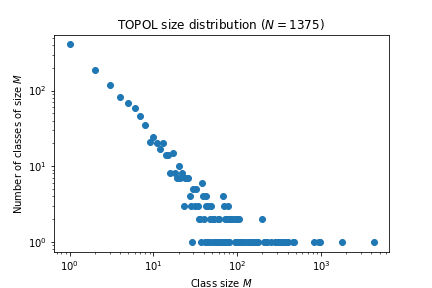 TOPOL size distribution (N = 1375)
Number of classes of size M
10²
10¹
10⁰
10⁰ 10¹ 10² 10³
Class size M